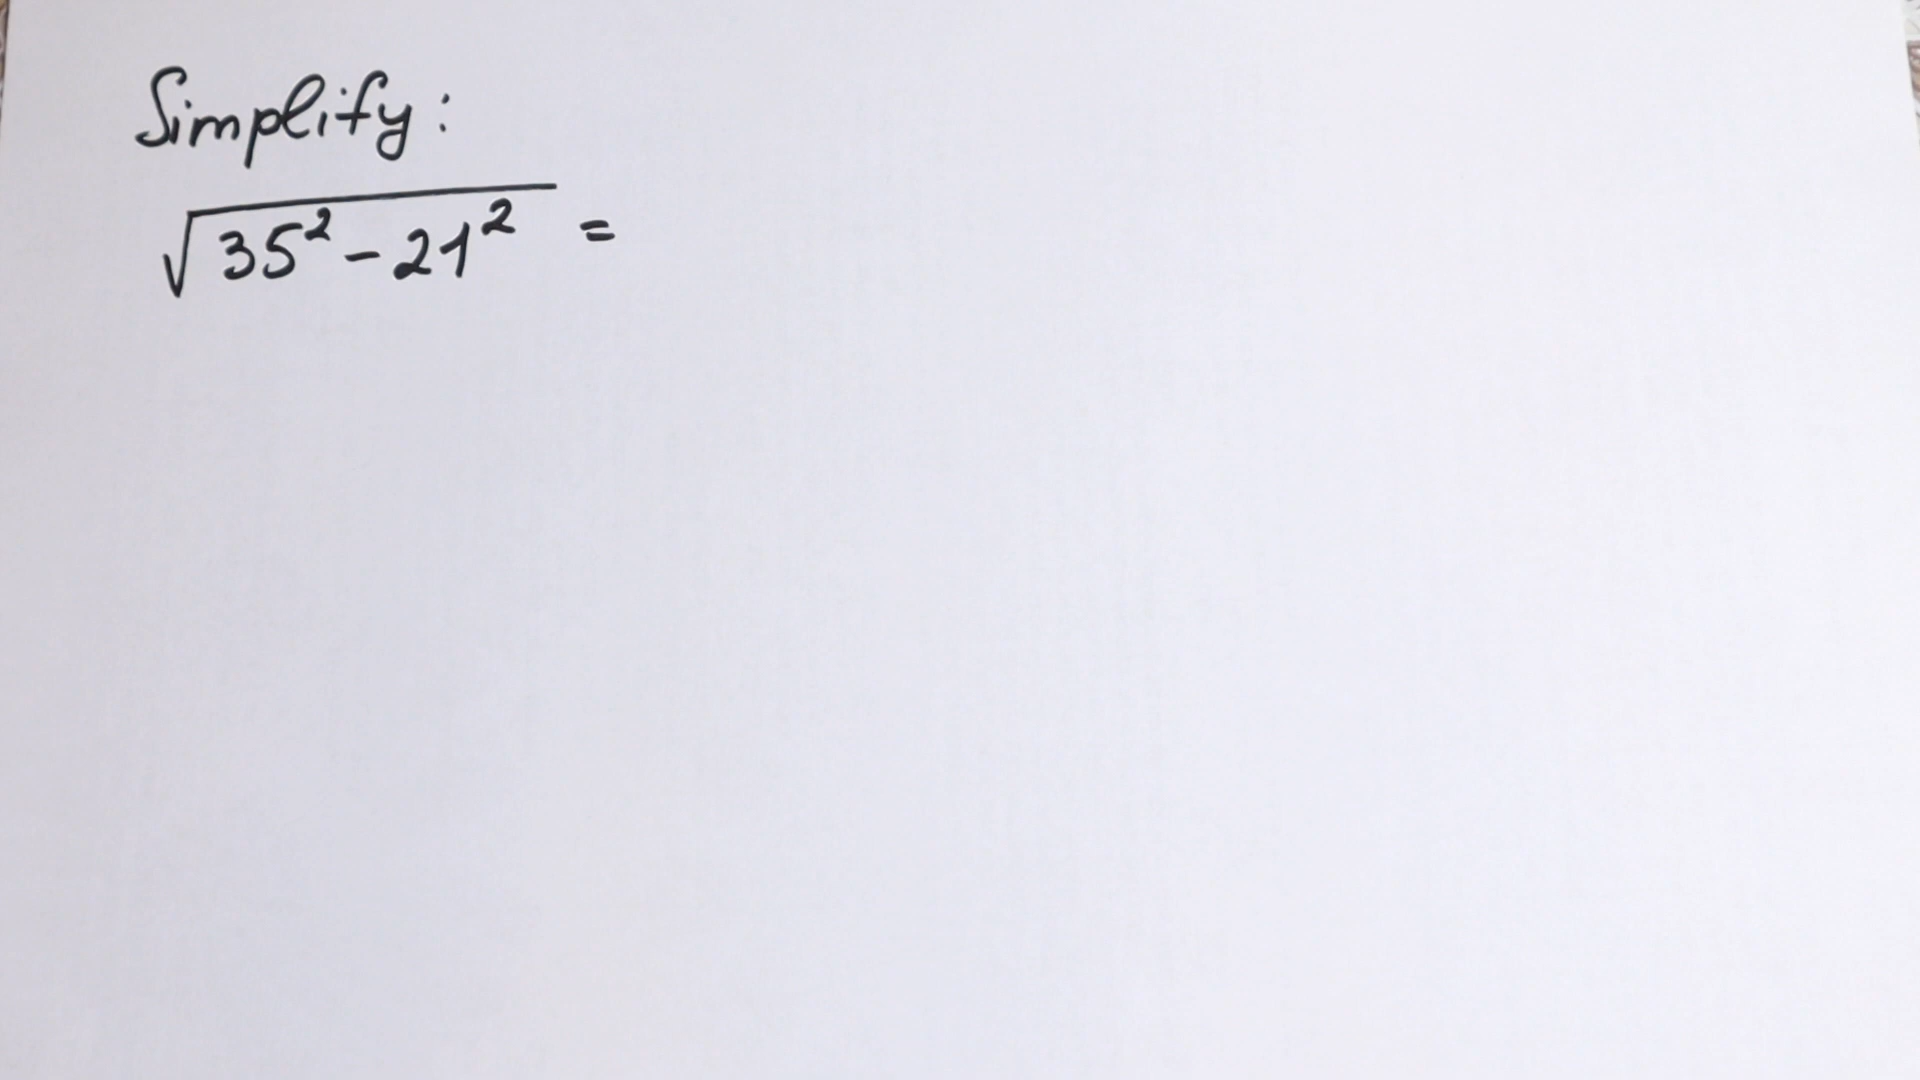 Simplify:
√35² - 21² =